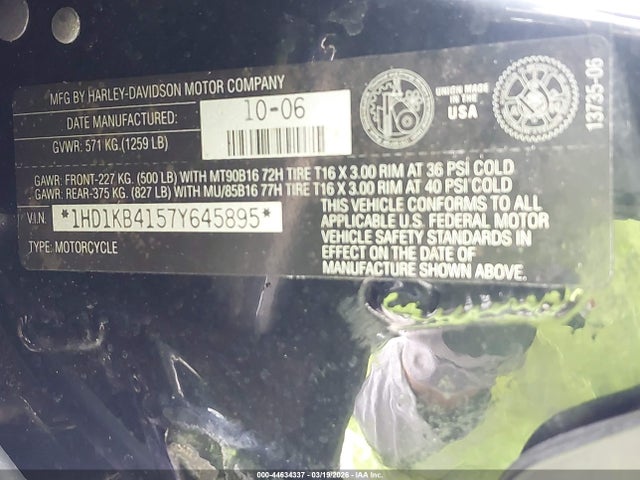 MFG BY HARLEY-DAVIDSON MOTOR COMPANY
DATE MANUFACTURED:
10-06
GVWR: 571 KG.(1259 LB)
UNION MADE
IN THE
USA
13735-06
GAWR: FRONT-227 KG. (500 LB) WITH MT90B16 72H TIRE T16 X 3.00 RIM AT 36 PSI COLD
GAWR: REAR-375 KG. (827 LB) WITH MU/85B16 77H TIRE T16 X 3.00 RIM AT 40 PSI COLD
V.I.N. *1HD1KB4157Y645895*
THIS VEHICLE CONFORMS TO ALL
APPLICABLE U.S. FEDERAL MOTOR
VEHICLE SAFETY STANDARDS IN
EFFECT ON THE DATE OF
MANUFACTURE SHOWN ABOVE.
TYPE: MOTORCYCLE
000-44634337 - 03/19/2026 - IAA Inc.